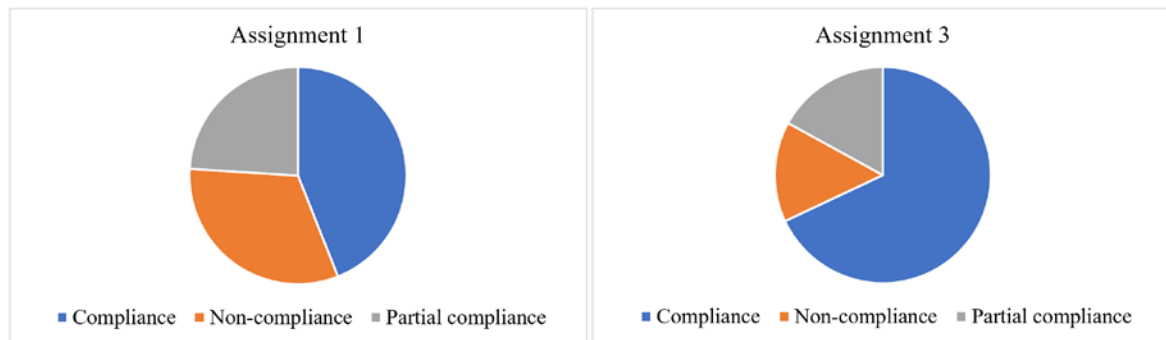 Assignment 1
Compliance Non-compliance Partial compliance
Assignment 3
Compliance Non-compliance Partial compliance